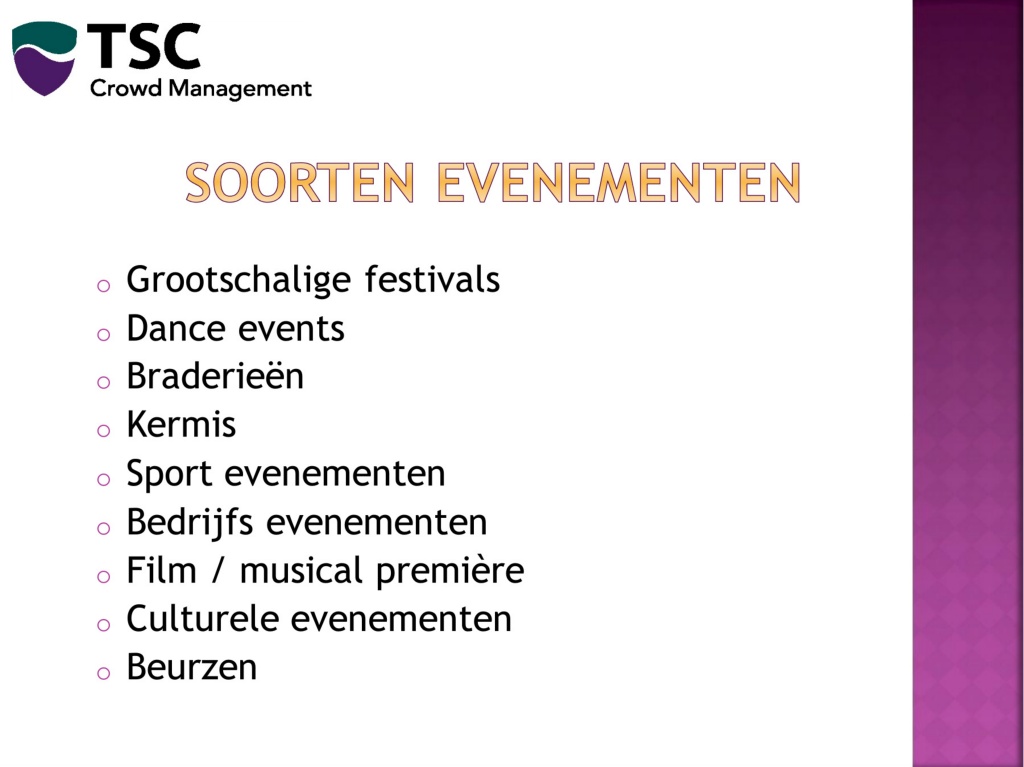 TSC
Crowd Management
SOORTEN EVENEMENTEN
o Grootschalige festivals
o Dance events
o Braderieën
o Kermis
o Sport evenementen
o Bedrijfs evenementen
o Film / musical première
o Culturele evenementen
o Beurzen